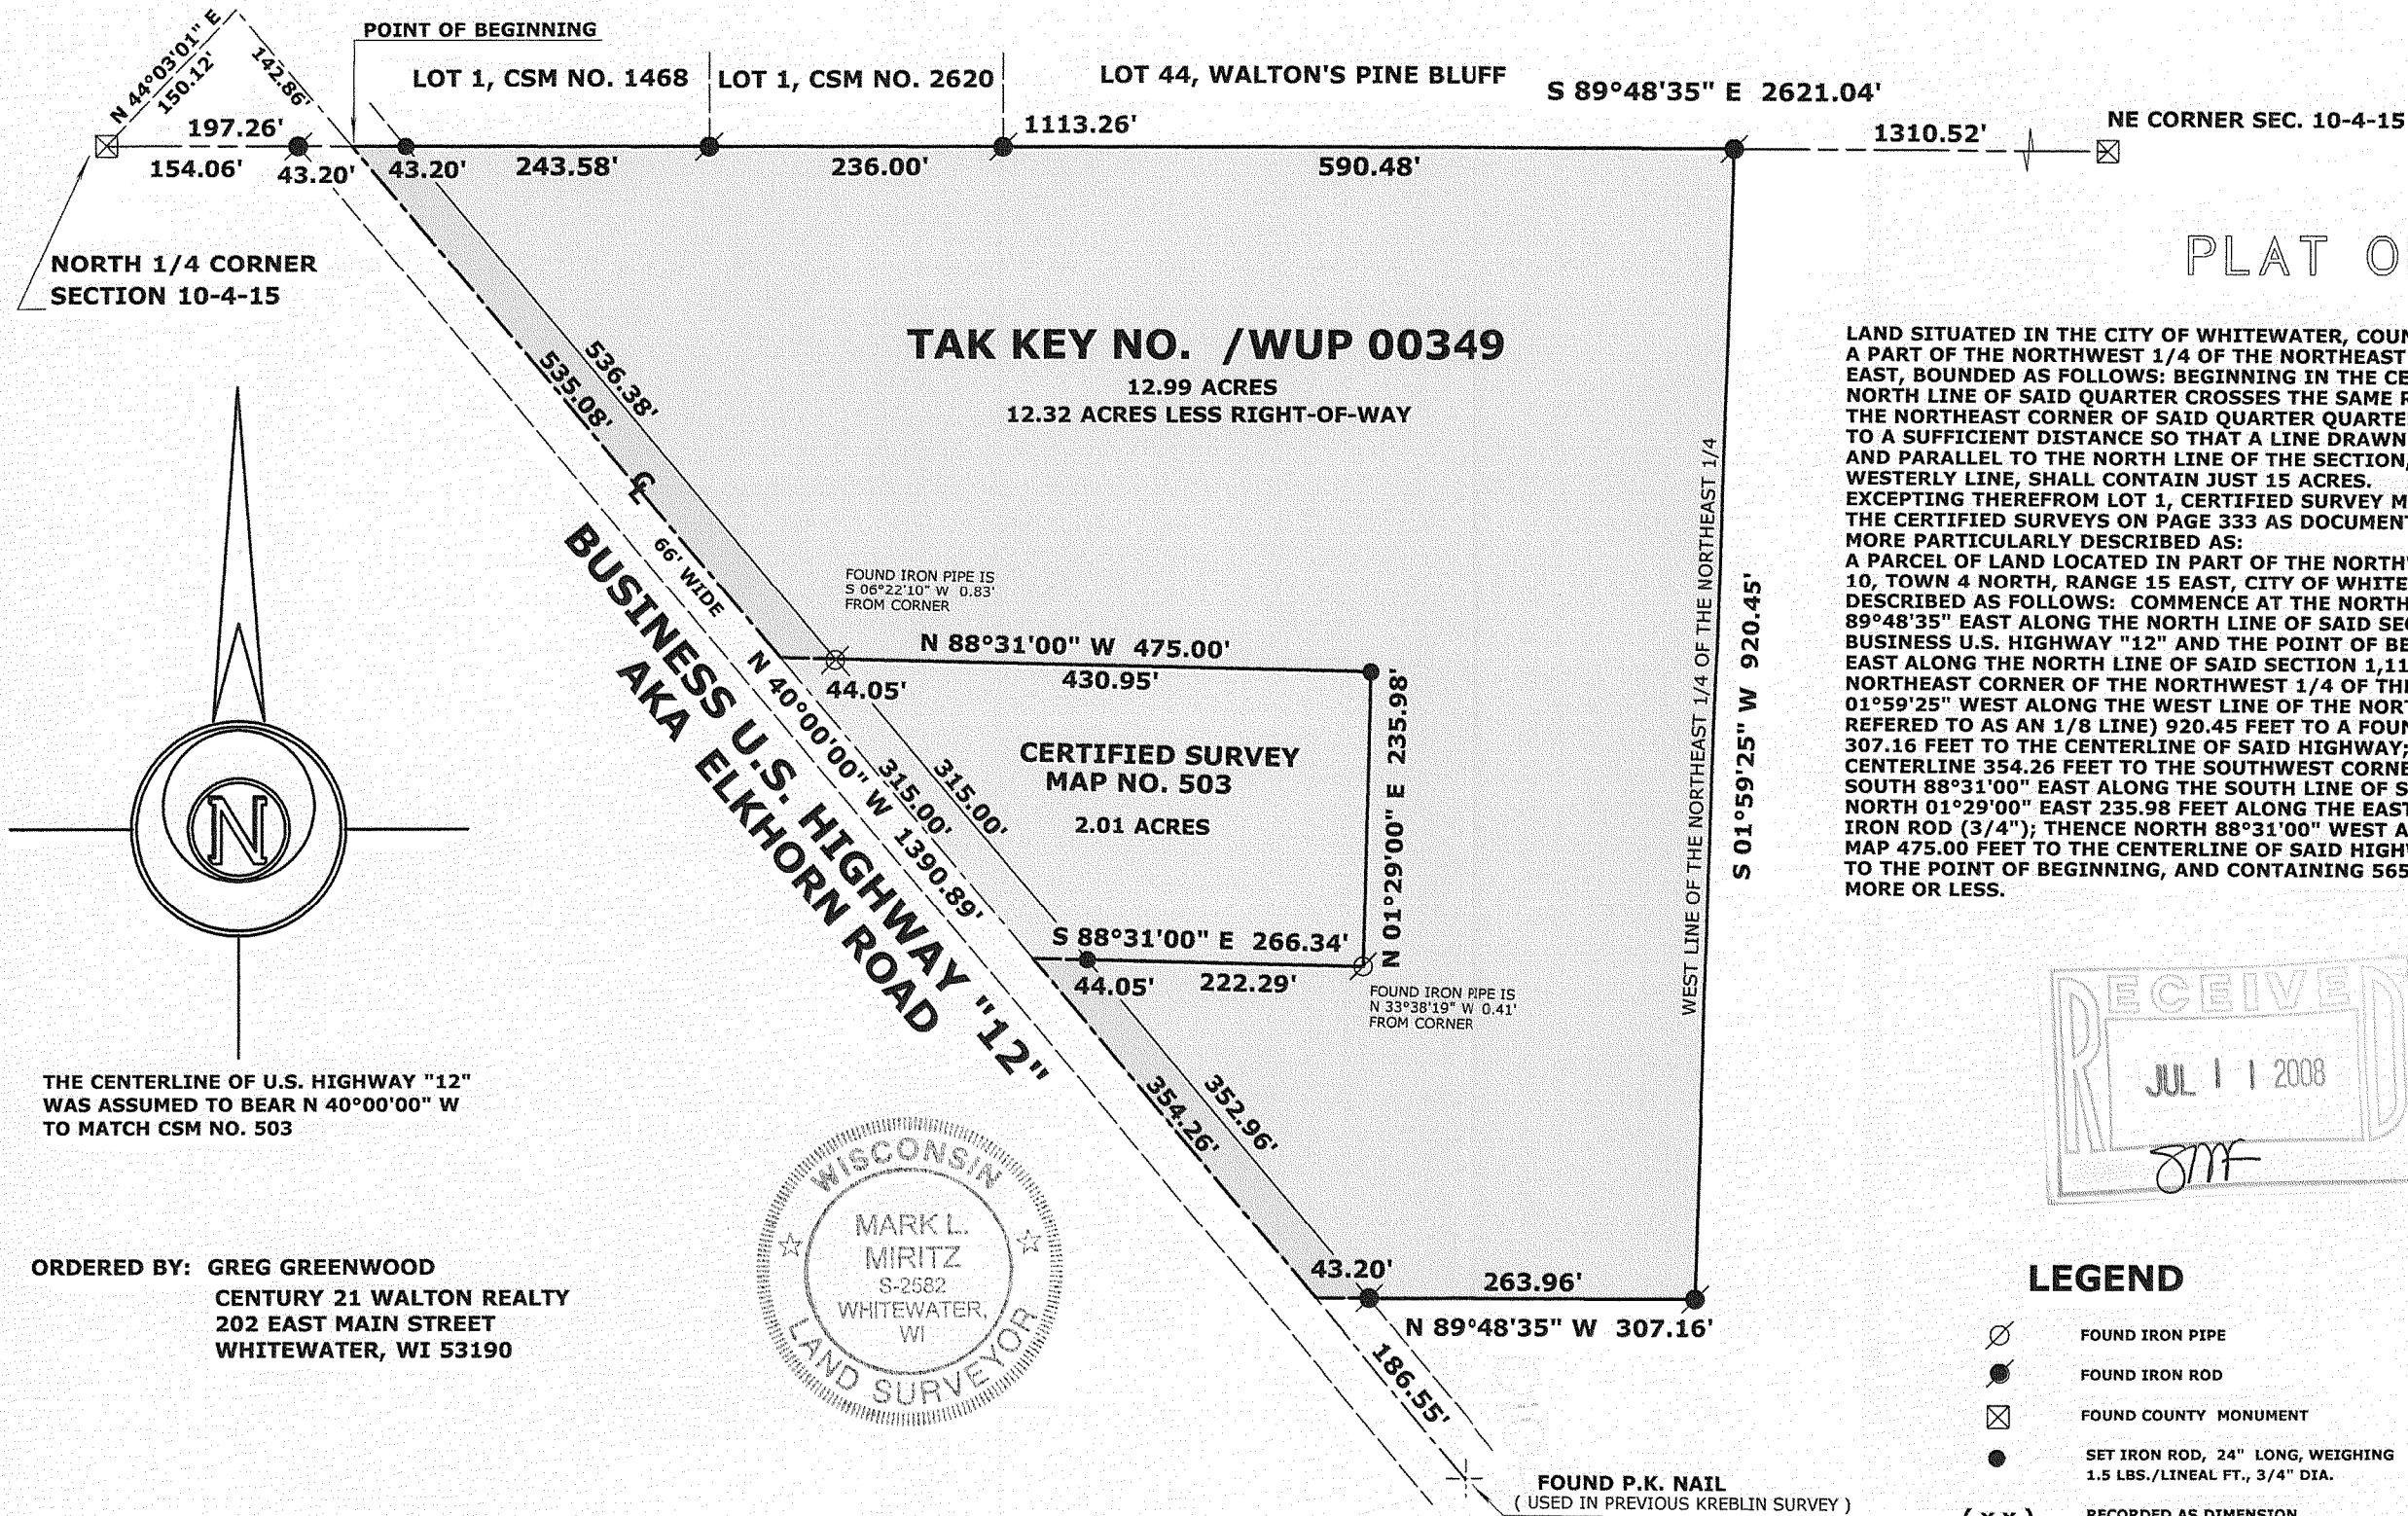 POINT OF BEGINNING
N 44°03'01" E
150.12'
142.86'
LOT 1, CSM NO. 1468
LOT 1, CSM NO. 2620
LOT 44, WALTON'S PINE BLUFF
S 89°48'35" E 2621.04'
197.26'
1113.26'
1310.52'
NE CORNER SEC. 10-4-15
154.06'
43.20'
43.20'
243.58'
236.00'
590.48'
NORTH 1/4 CORNER
SECTION 10-4-15
PLAT O
TAK KEY NO. /WUP 00349
12.99 ACRES
12.32 ACRES LESS RIGHT-OF-WAY
536.38'
535.08'
CL
66' WIDE
FOUND IRON PIPE IS
S 06°22'10" W 0.83'
FROM CORNER
N 88°31'00" W 475.00'
430.95'
44.05'
BUSINESS U.S. HIGHWAY "12"
AKA ELKHORN ROAD
N 40°00'00" W 1390.89'
315.00'
315.00'
CERTIFIED SURVEY
MAP NO. 503
2.01 ACRES
N 01°29'00" E 235.98'
S 88°31'00" E 266.34'
44.05'
222.29'
FOUND IRON PIPE IS
N 33°38'19" W 0.41'
FROM CORNER
WEST LINE OF THE NORTHEAST 1/4 OF THE NORTHEAST 1/4
S 01°59'25" W 920.45'
LAND SITUATED IN THE CITY OF WHITEWATER, COUN
A PART OF THE NORTHWEST 1/4 OF THE NORTHEAST
EAST, BOUNDED AS FOLLOWS: BEGINNING IN THE CE
NORTH LINE OF SAID QUARTER CROSSES THE SAME R
THE NORTHEAST CORNER OF SAID QUARTER QUARTE
TO A SUFFICIENT DISTANCE SO THAT A LINE DRAWN
AND PARALLEL TO THE NORTH LINE OF THE SECTION,
WESTERLY LINE, SHALL CONTAIN JUST 15 ACRES.
EXCEPTING THEREFROM LOT 1, CERTIFIED SURVEY M
THE CERTIFIED SURVEYS ON PAGE 333 AS DOCUMENT
MORE PARTICULARLY DESCRIBED AS:
A PARCEL OF LAND LOCATED IN PART OF THE NORTH
10, TOWN 4 NORTH, RANGE 15 EAST, CITY OF WHITE
DESCRIBED AS FOLLOWS: COMMENCE AT THE NORTH
89°48'35" EAST ALONG THE NORTH LINE OF SAID SEC
BUSINESS U.S. HIGHWAY "12" AND THE POINT OF BE
EAST ALONG THE NORTH LINE OF SAID SECTION 1,11
NORTHEAST CORNER OF THE NORTHWEST 1/4 OF TH
01°59'25" WEST ALONG THE WEST LINE OF THE NORT
REFERED TO AS AN 1/8 LINE) 920.45 FEET TO A FOUN
307.16 FEET TO THE CENTERLINE OF SAID HIGHWAY;
CENTERLINE 354.26 FEET TO THE SOUTHWEST CORNE
SOUTH 88°31'00" EAST ALONG THE SOUTH LINE OF S
NORTH 01°29'00" EAST 235.98 FEET ALONG THE EAST
IRON ROD (3/4"); THENCE NORTH 88°31'00" WEST A
MAP 475.00 FEET TO THE CENTERLINE OF SAID HIGH
TO THE POINT OF BEGINNING, AND CONTAINING 565
MORE OR LESS.
N
THE CENTERLINE OF U.S. HIGHWAY "12"
WAS ASSUMED TO BEAR N 40°00'00" W
TO MATCH CSM NO. 503
RECEIVED
JUL 11 2008
SMF
354.26'
352.96'
WISCONSIN
MARK L.
MIRITZ
S-2582
WHITEWATER,
WI
LAND SURVEYOR
43.20'
263.96'
N 89°48'35" W 307.16'
186.55'
ORDERED BY: GREG GREENWOOD
CENTURY 21 WALTON REALTY
202 EAST MAIN STREET
WHITEWATER, WI 53190
FOUND P.K. NAIL
( USED IN PREVIOUS KREBLIN SURVEY )
LEGEND
FOUND IRON PIPE
FOUND IRON ROD
FOUND COUNTY MONUMENT
SET IRON ROD, 24" LONG, WEIGHING
1.5 LBS./LINEAL FT., 3/4" DIA.
( X.X ) RECORDED AS DIMENSION